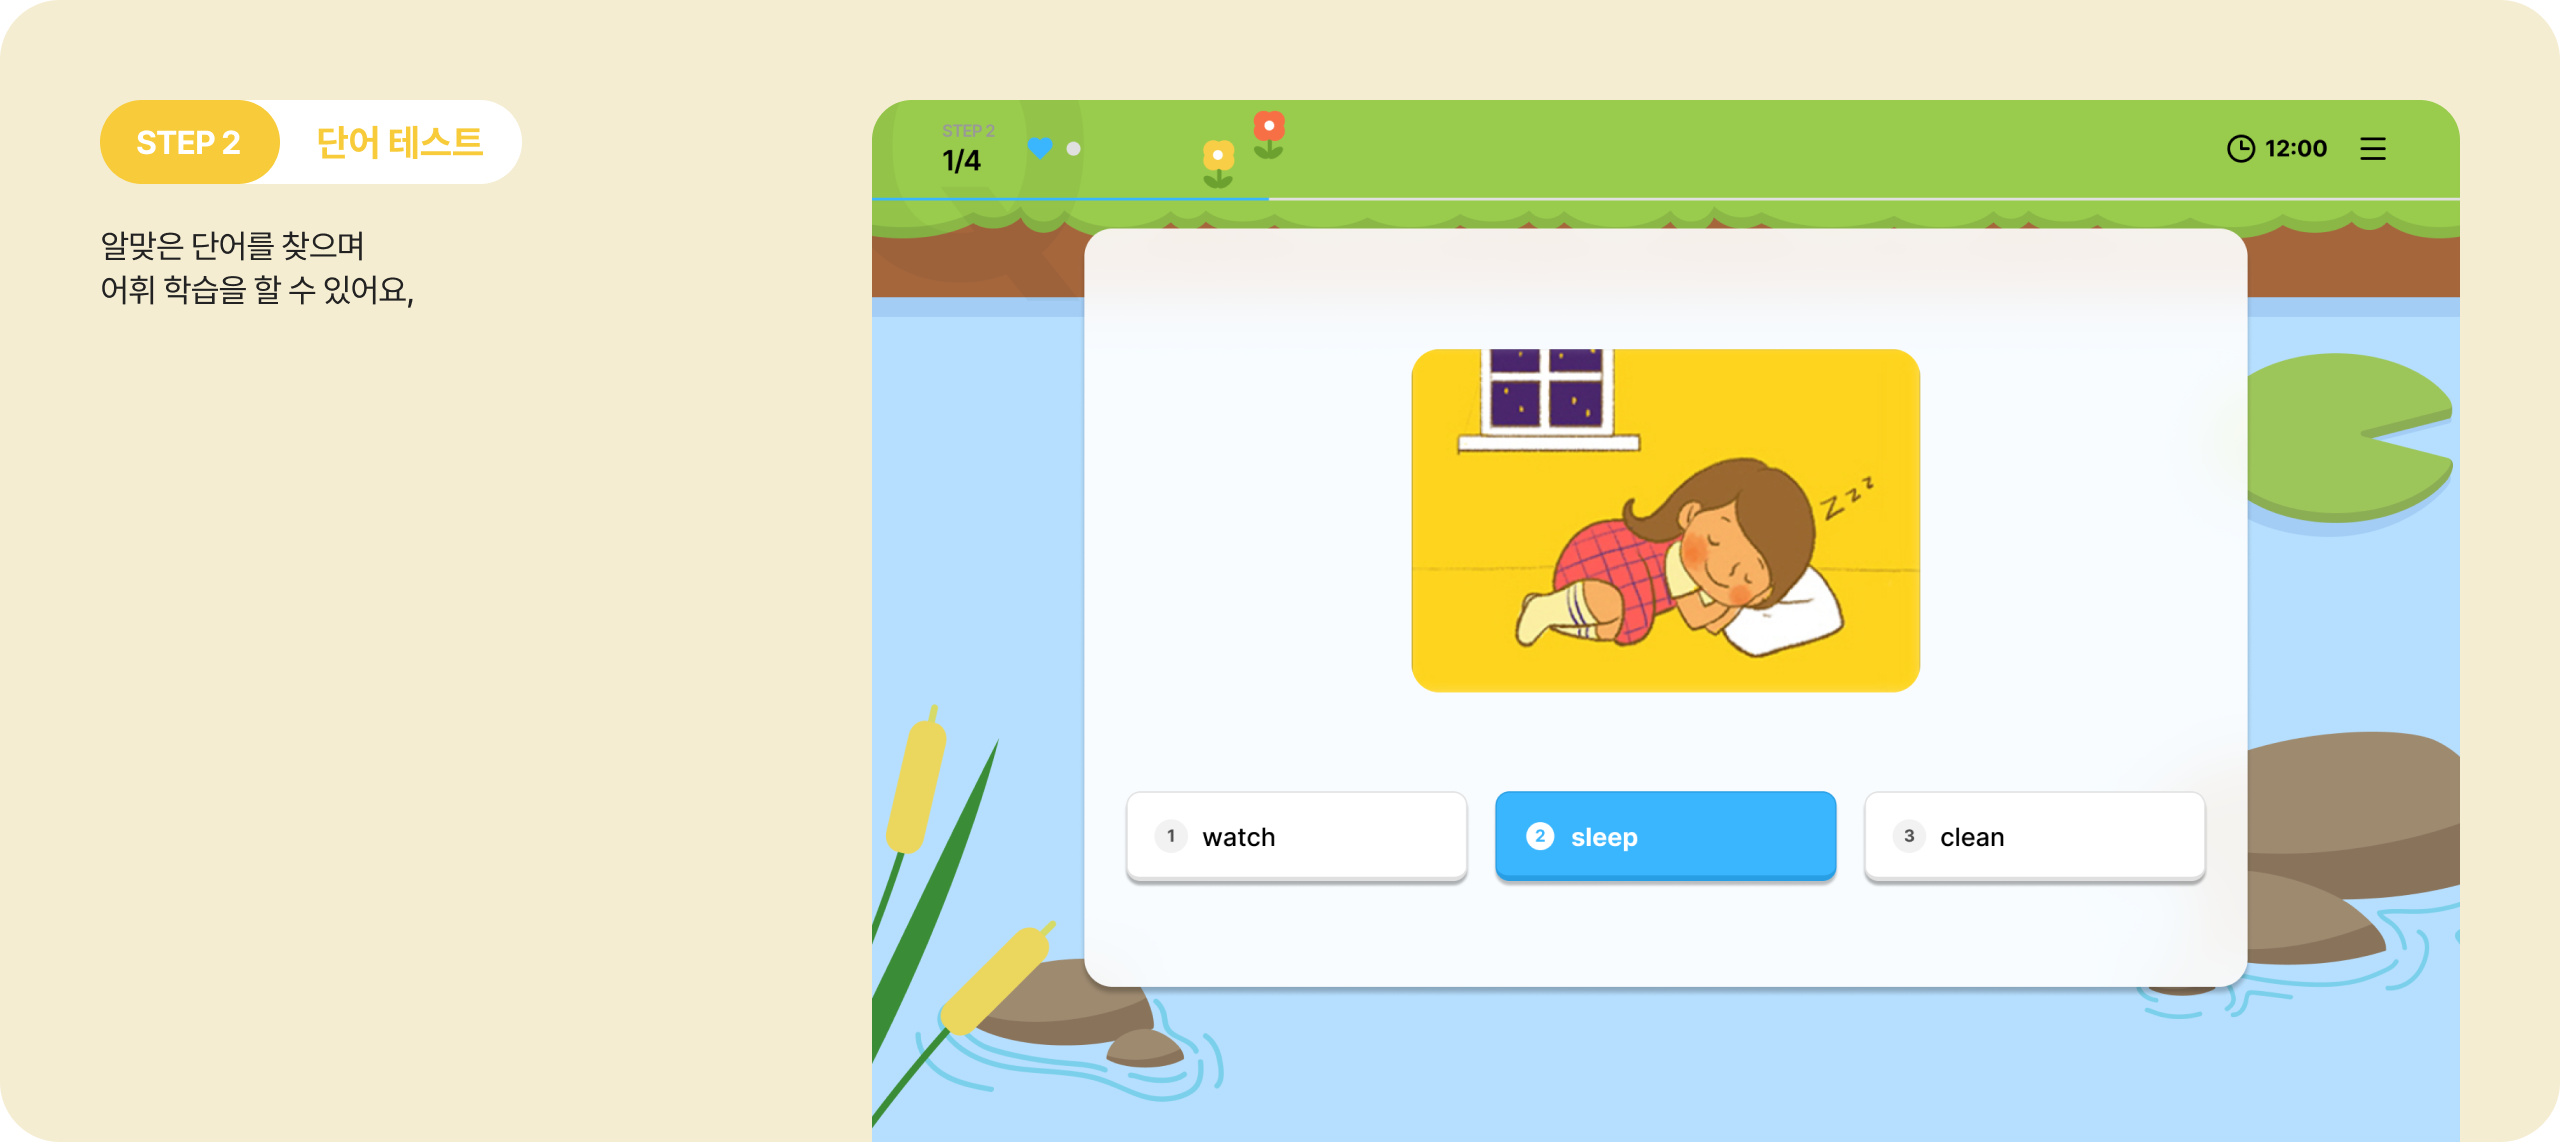 STEP 2 단어 테스트
알맞은 단어를 찾으며
어휘 학습을 할 수 있어요,
STEP 2
1/4
12:00
Zzz
1 watch
2 sleep
3 clean